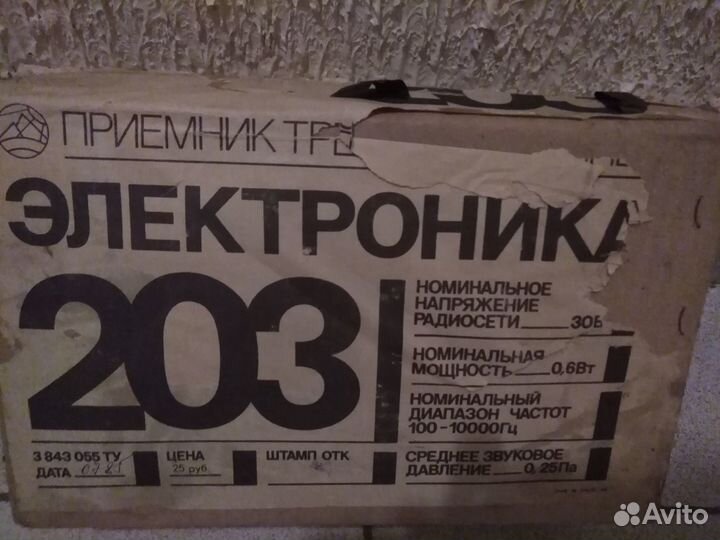 ПРИЕМНИК ТРЕ
ЭЛЕКТРОНИКА
203
НОМИНАЛЬНОЕ
НАПРЯЖЕНИЕ
РАДИОСЕТИ 30В
НОМИНАЛЬНАЯ
МОЩНОСТЬ 0,6Вт
НОМИНАЛЬНЫЙ
ДИАПАЗОН ЧАСТОТ
100-10000Гц
СРЕДНЕЕ ЗВУКОВОЕ
ДАВЛЕНИЕ 0,25Па
3 843 055 ТУ
ДАТА
ЦЕНА
25 руб.
ШТАМП ОТК
Avito